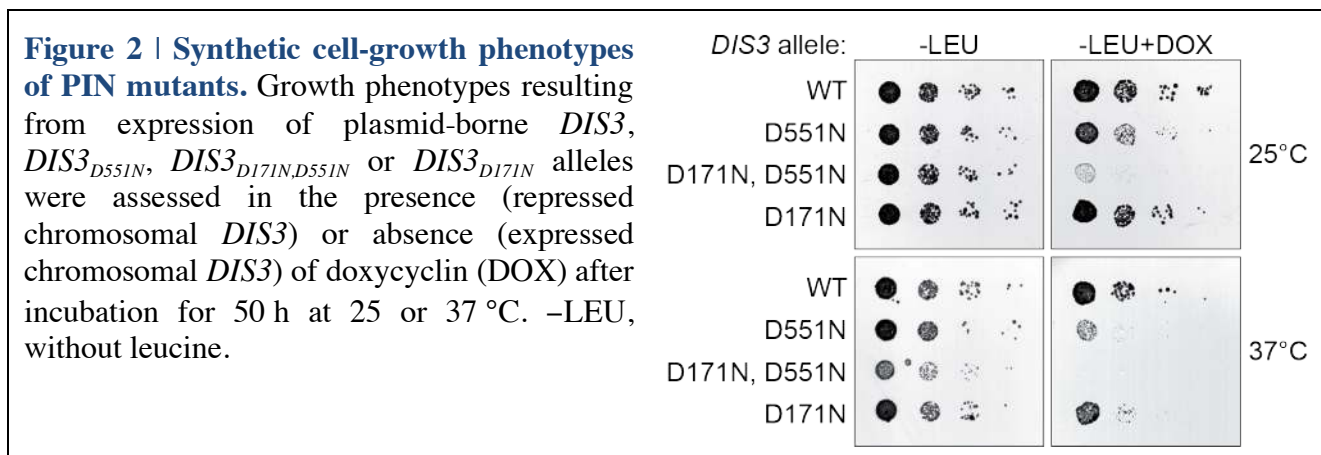 Figure 2 | Synthetic cell-growth phenotypes
of PIN mutants. Growth phenotypes resulting
from expression of plasmid-borne DIS3,
DIS3D551N, DIS3D171N,D551N or DIS3D171N alleles
were assessed in the presence (repressed
chromosomal DIS3) or absence (expressed
chromosomal DIS3) of doxycyclin (DOX) after
incubation for 50 h at 25 or 37 °C. –LEU,
without leucine.
DIS3 allele: -LEU -LEU+DOX
WT
D551N
D171N, D551N
D171N
25°C
WT
D551N
D171N, D551N
D171N
37°C